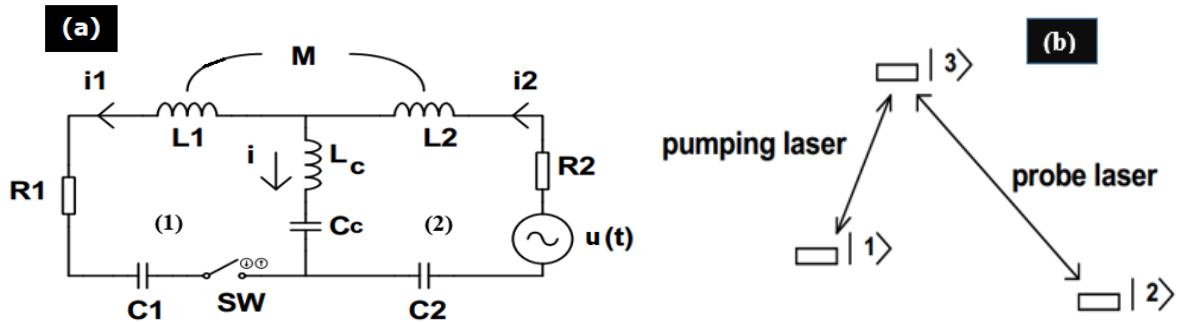 (a)
M
i1
i2
L1
L2
i
Lc
R1
R2
(1)
Cc
(2)
u(t)
C1
SW
C2
(b)
|3⟩
pumping laser
probe laser
|1⟩
|2⟩